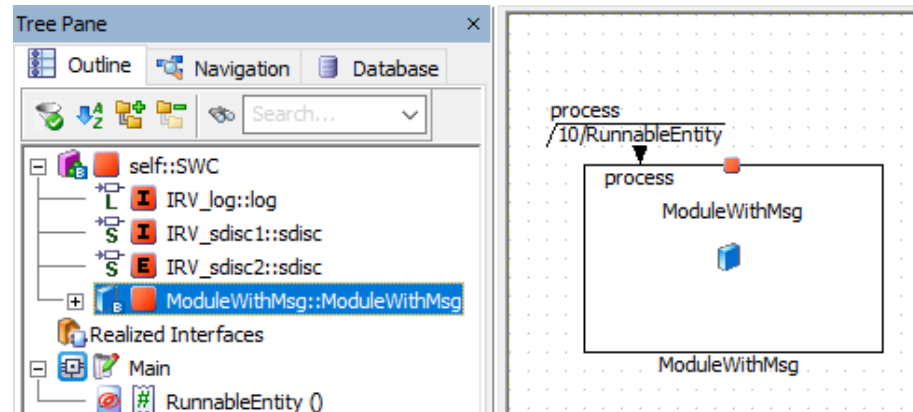 Tree Pane
Outline Navigation Database
Search...
self::SWC
L I IRV_log::log
S I IRV_sdisc1::sdisc
S E IRV_sdisc2::sdisc
B ModuleWithMsg::ModuleWithMsg
Realized Interfaces
Main
RunnableEntity ()
process
/10/RunnableEntity
process
ModuleWithMsg
ModuleWithMsg